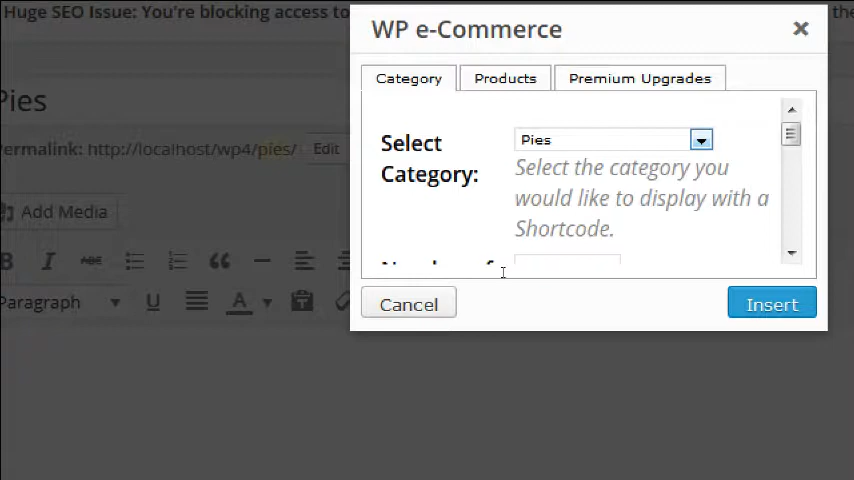 Huge SEO Issue: You're blocking access to
WP e-Commerce
the
Category
Products
Premium Upgrades
Pies
Permalink: http://localhost/wp4/pies/
Edit
Select
Category:
Pies
Select the category you
would like to display with a
Shortcode.
Add Media
B I ABC
Paragraph
U
A
Cancel
Insert